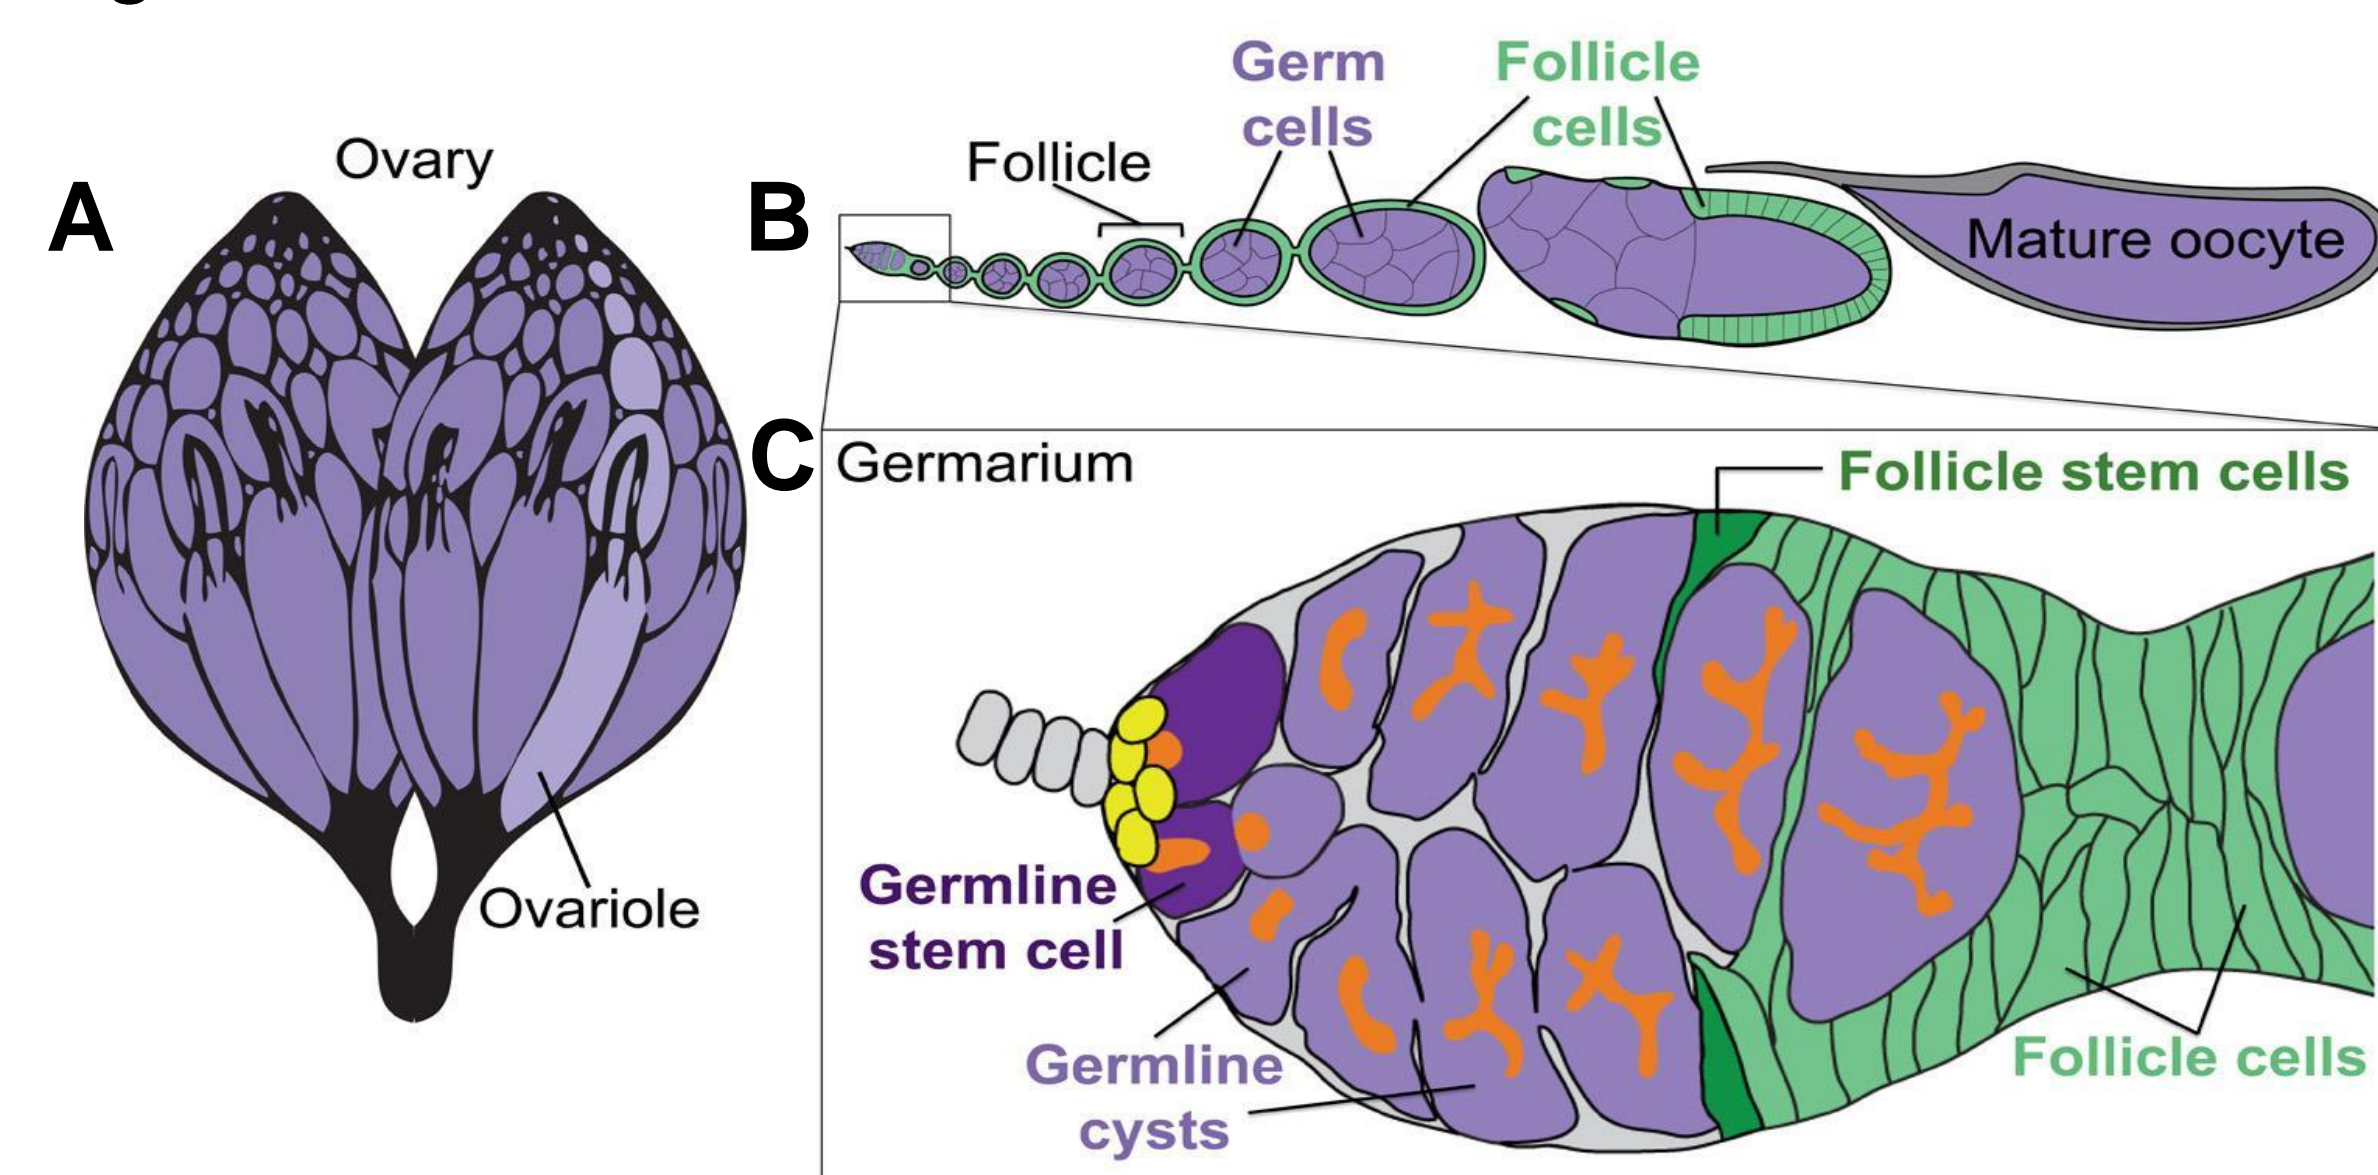 A
Ovary
Ovariole
B
Follicle
Germ
cells
Follicle
cells
Mature oocyte
C
Germarium
Follicle stem cells
Germline
stem cell
Germline
cysts
Follicle cells